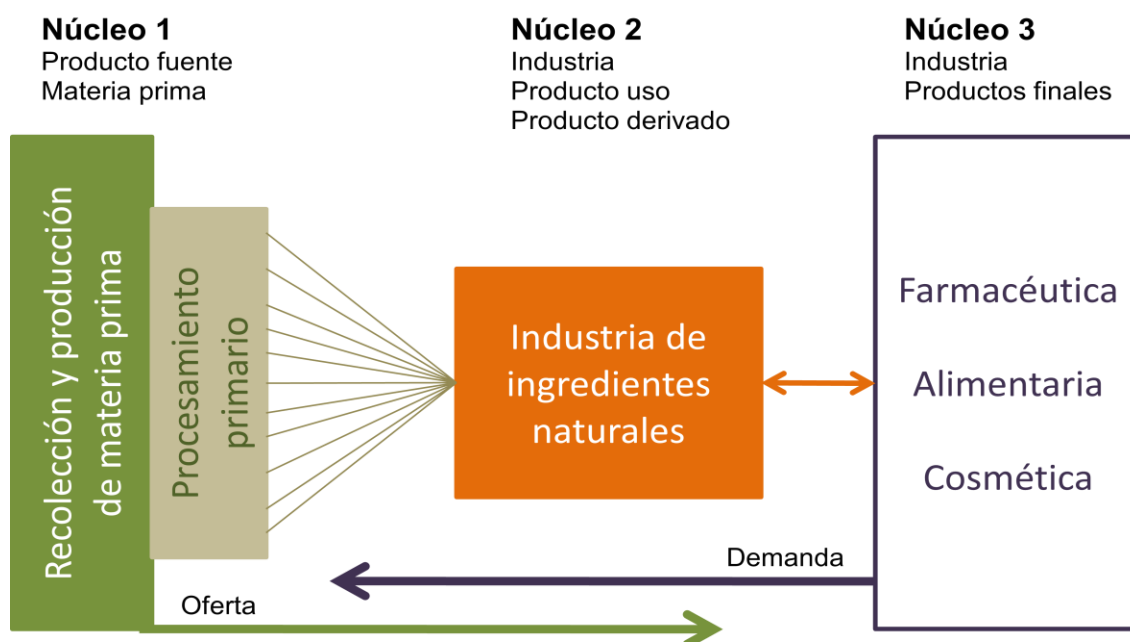 Núcleo 1
Producto fuente
Materia prima
Núcleo 2
Industria
Producto uso
Producto derivado
Núcleo 3
Industria
Productos finales
Recolección y producción
de materia prima
Procesamiento
primario
Industria de
ingredientes
naturales
Farmacéutica
Alimentaria
Cosmética
Demanda
Oferta